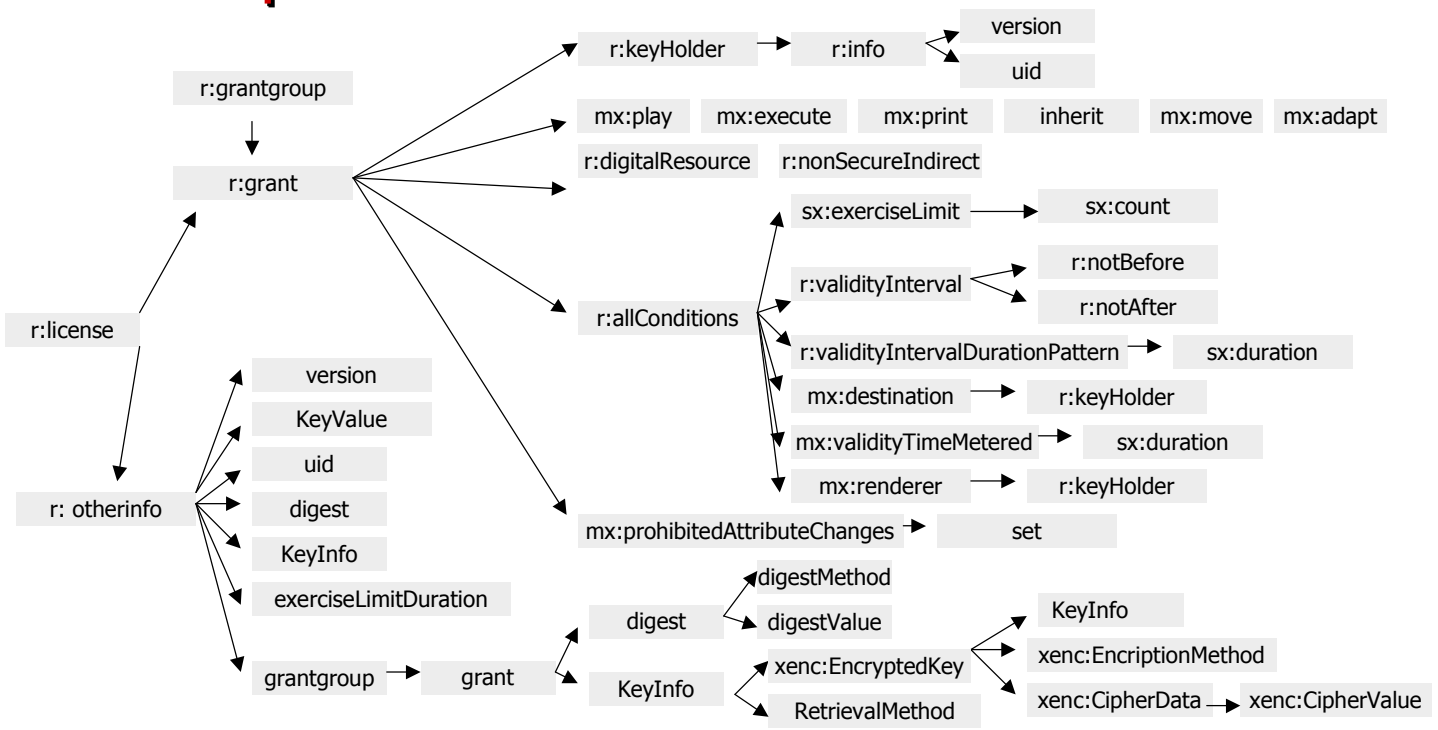 version
r:keyHolder
r:info
uid
r:grantgroup
mx:play
mx:execute
mx:print
inherit
mx:move
mx:adapt
r:digitalResource
r:nonSecureIndirect
r:grant
sx:exerciseLimit
sx:count
r:validityInterval
r:notBefore
r:notAfter
r:allConditions
r:license
r:validityIntervalDurationPattern
sx:duration
version
mx:destination
r:keyHolder
KeyValue
mx:validityTimeMetered
sx:duration
uid
mx:renderer
r:keyHolder
r: otherinfo
digest
mx:prohibitedAttributeChanges
set
KeyInfo
digestMethod
exerciseLimitDuration
digest
digestValue
KeyInfo
xenc:EncriptionMethod
grantgroup
grant
KeyInfo
xenc:EncryptedKey
RetrievalMethod
xenc:CipherData
xenc:CipherValue